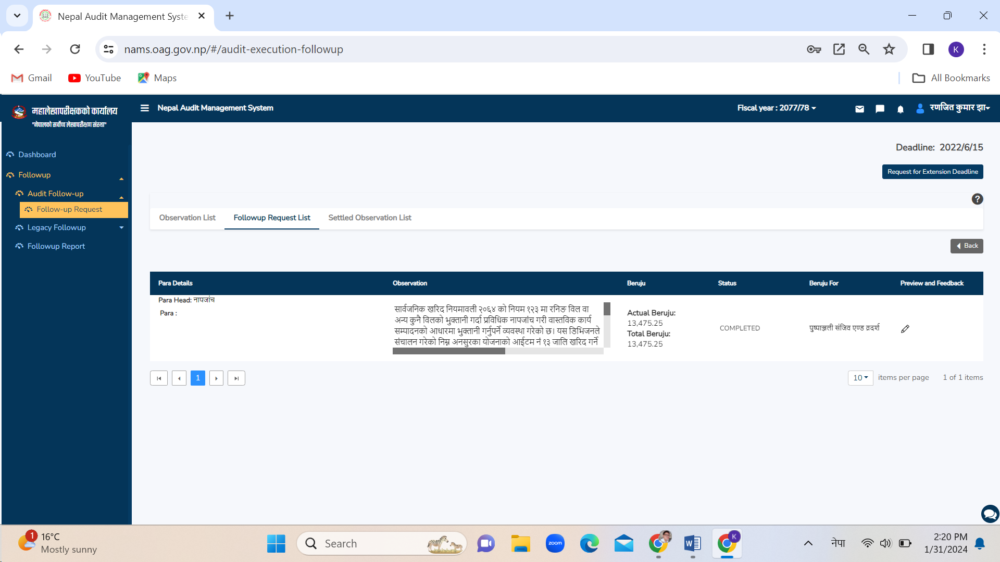 Nepal Audit Management Syste
nams.oag.gov.np/#/audit-execution-followup
K
Gmail
YouTube
Maps
All Bookmarks
महालेखापरीक्षकको कार्यालय
"नेपालको सर्वोच्च लेखापरीक्षण संस्था"
Nepal Audit Management System
Fiscal year : 2077/78
रणजित कुमार झा
Dashboard
Followup
Audit Follow-up
Follow-up Request
Legacy Followup
Followup Report
Deadline: 2022/6/15
Request for Extension Deadline
?
Observation List
Followup Request List
Settled Observation List
Back
Para Details
Observation
Beruju
Status
Beruju For
Preview and Feedback
Para Head: नापजांच
Para :
सार्वजनिक खरिद नियमावली २०६४ को नियम १२३ मा रनिङ विल वा
अन्य कुनै विलको भुक्तानी गर्दा प्रविधिक नापजांच गरी वास्तविक कार्य
सम्पादनको आधारमा भुक्तानी गर्नुपर्ने व्यवस्था गरेको छ। यस डिभिजनले
संचालन गरेको निम्न अनसुरका योजनाको आईटम नं १३ जालि खरिद गर्ने
Actual Beruju:
13,475.25
Total Beruju:
13,475.25
COMPLETED
पुष्पाञ्जली संजिव एण्ड व्रदर्श
1
10
items per page
1 of 1 items
1
16°C
Mostly sunny
Search
zoom
W
K
नेपा
2:20 PM
1/31/2024